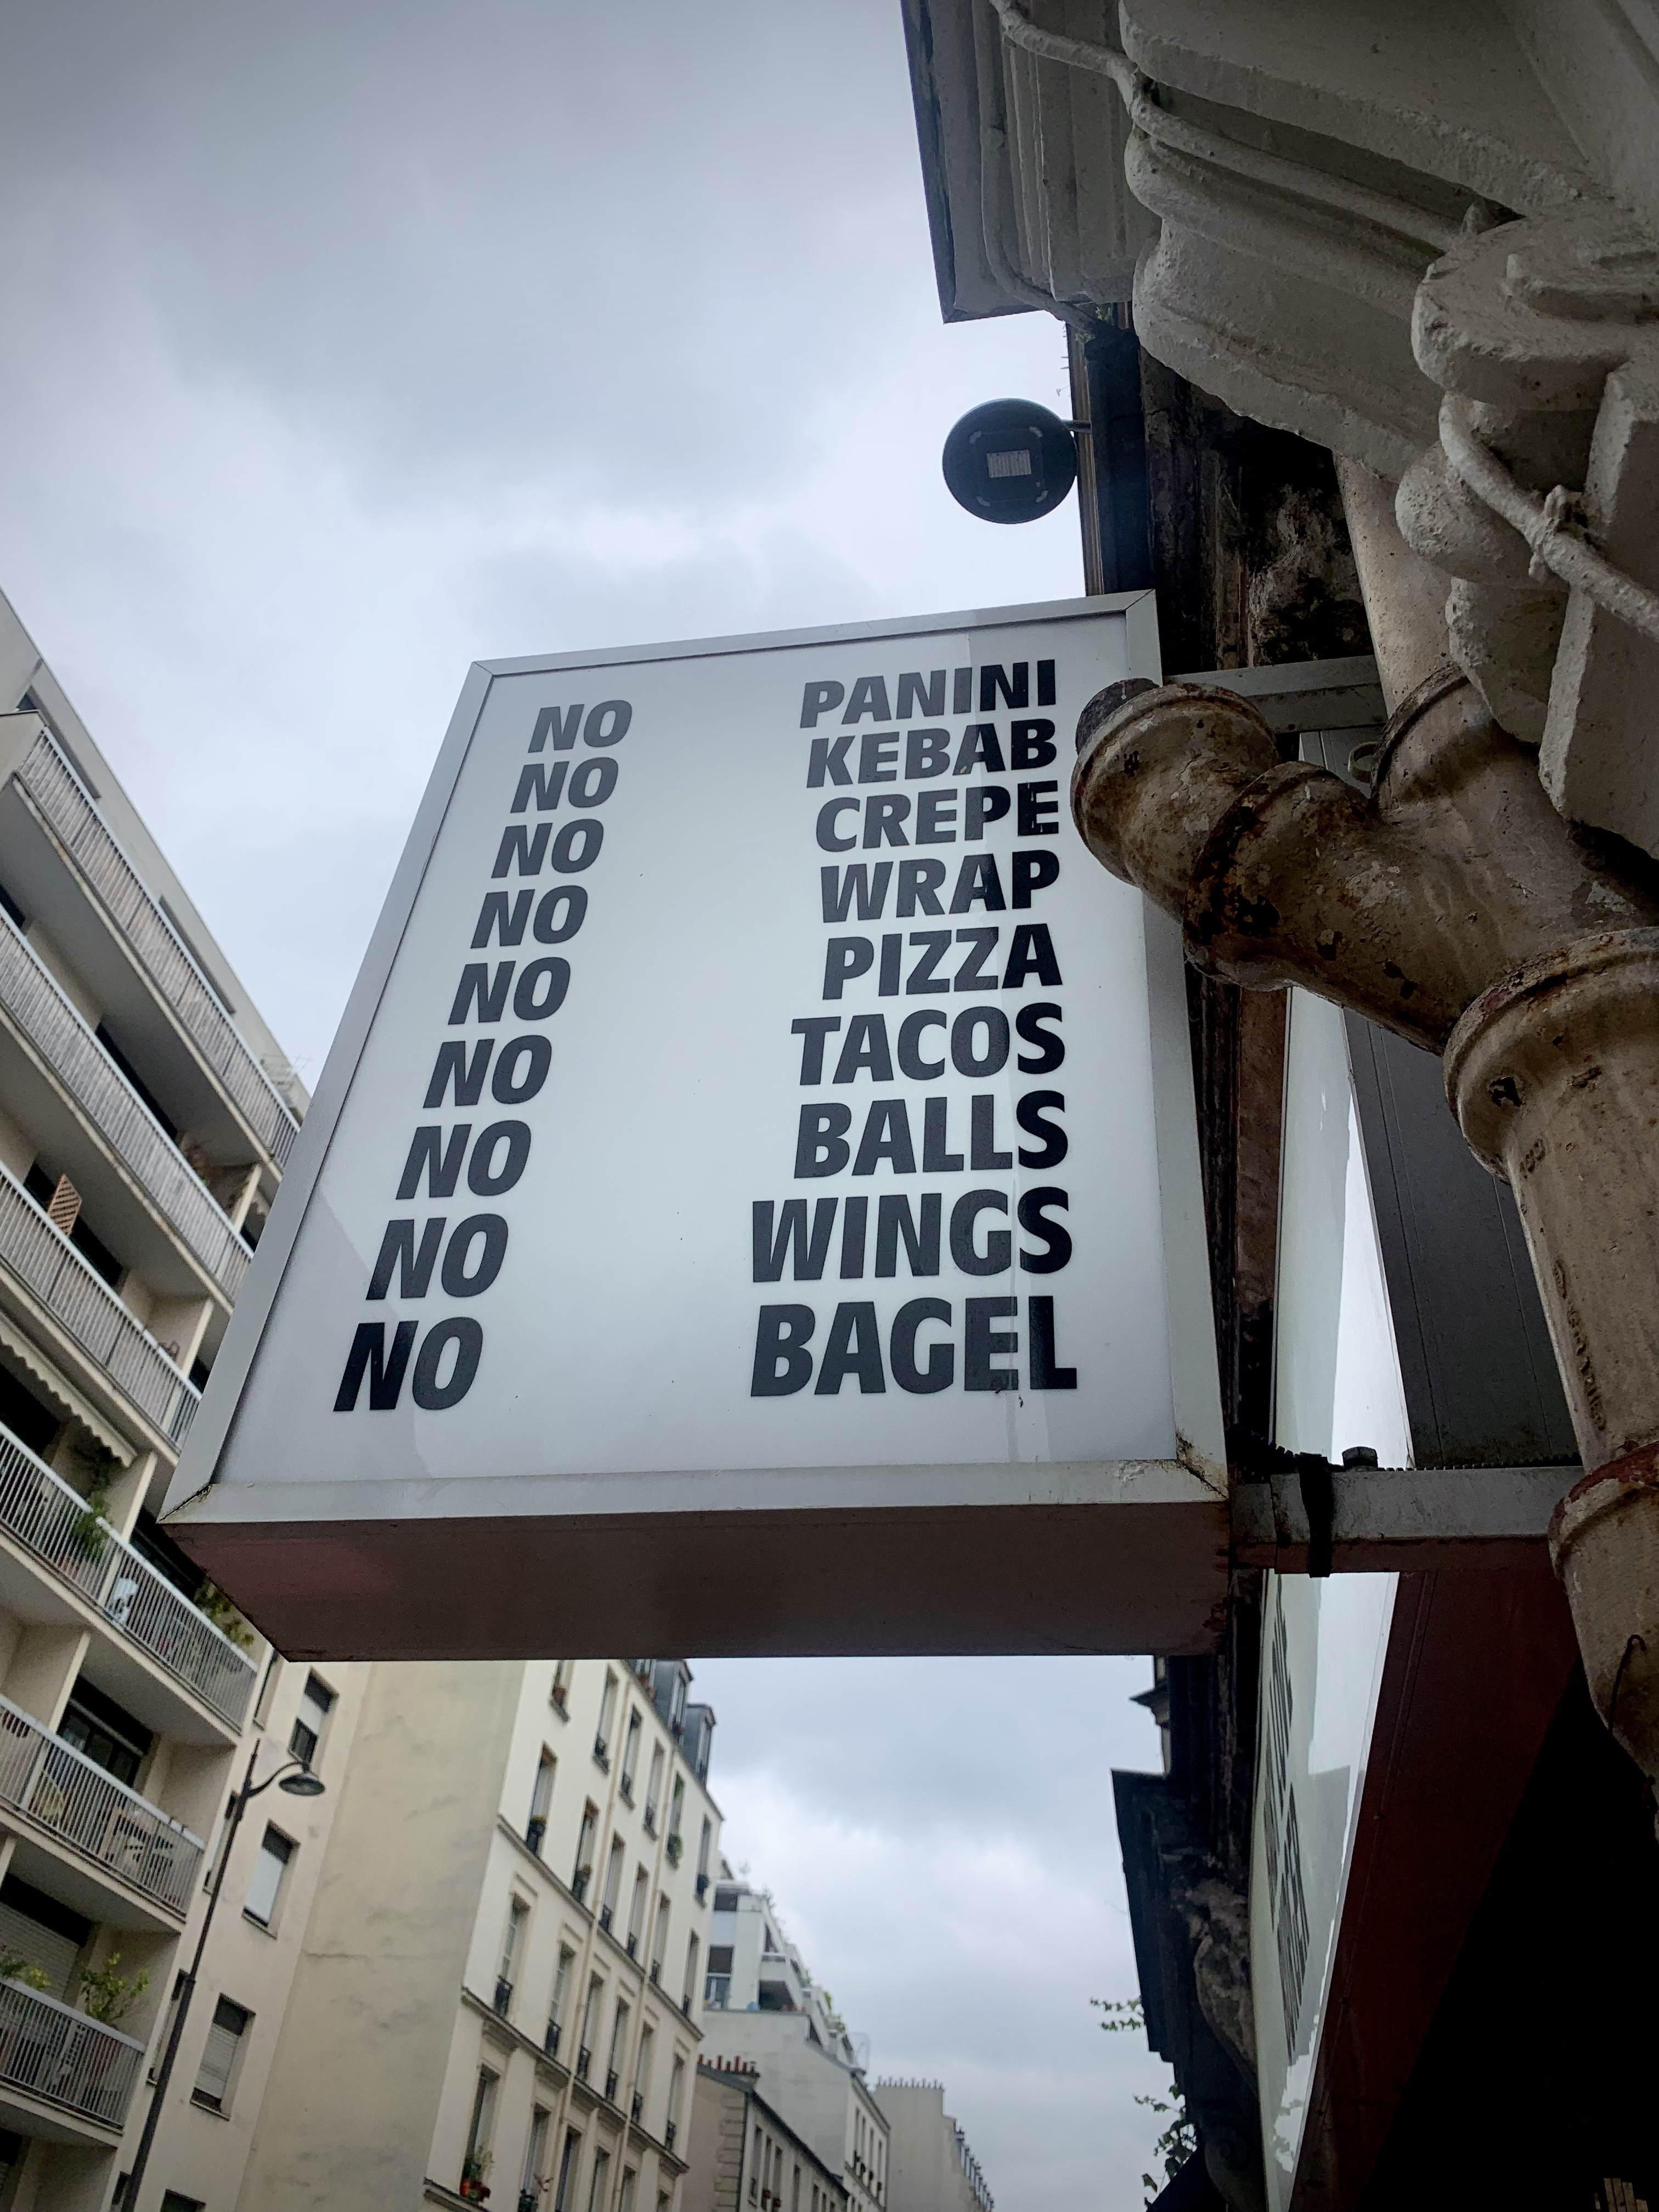 NO PANINI
NO KEBAB
NO CREPE
NO WRAP
NO PIZZA
NO TACOS
NO BALLS
NO WINGS
NO BAGEL